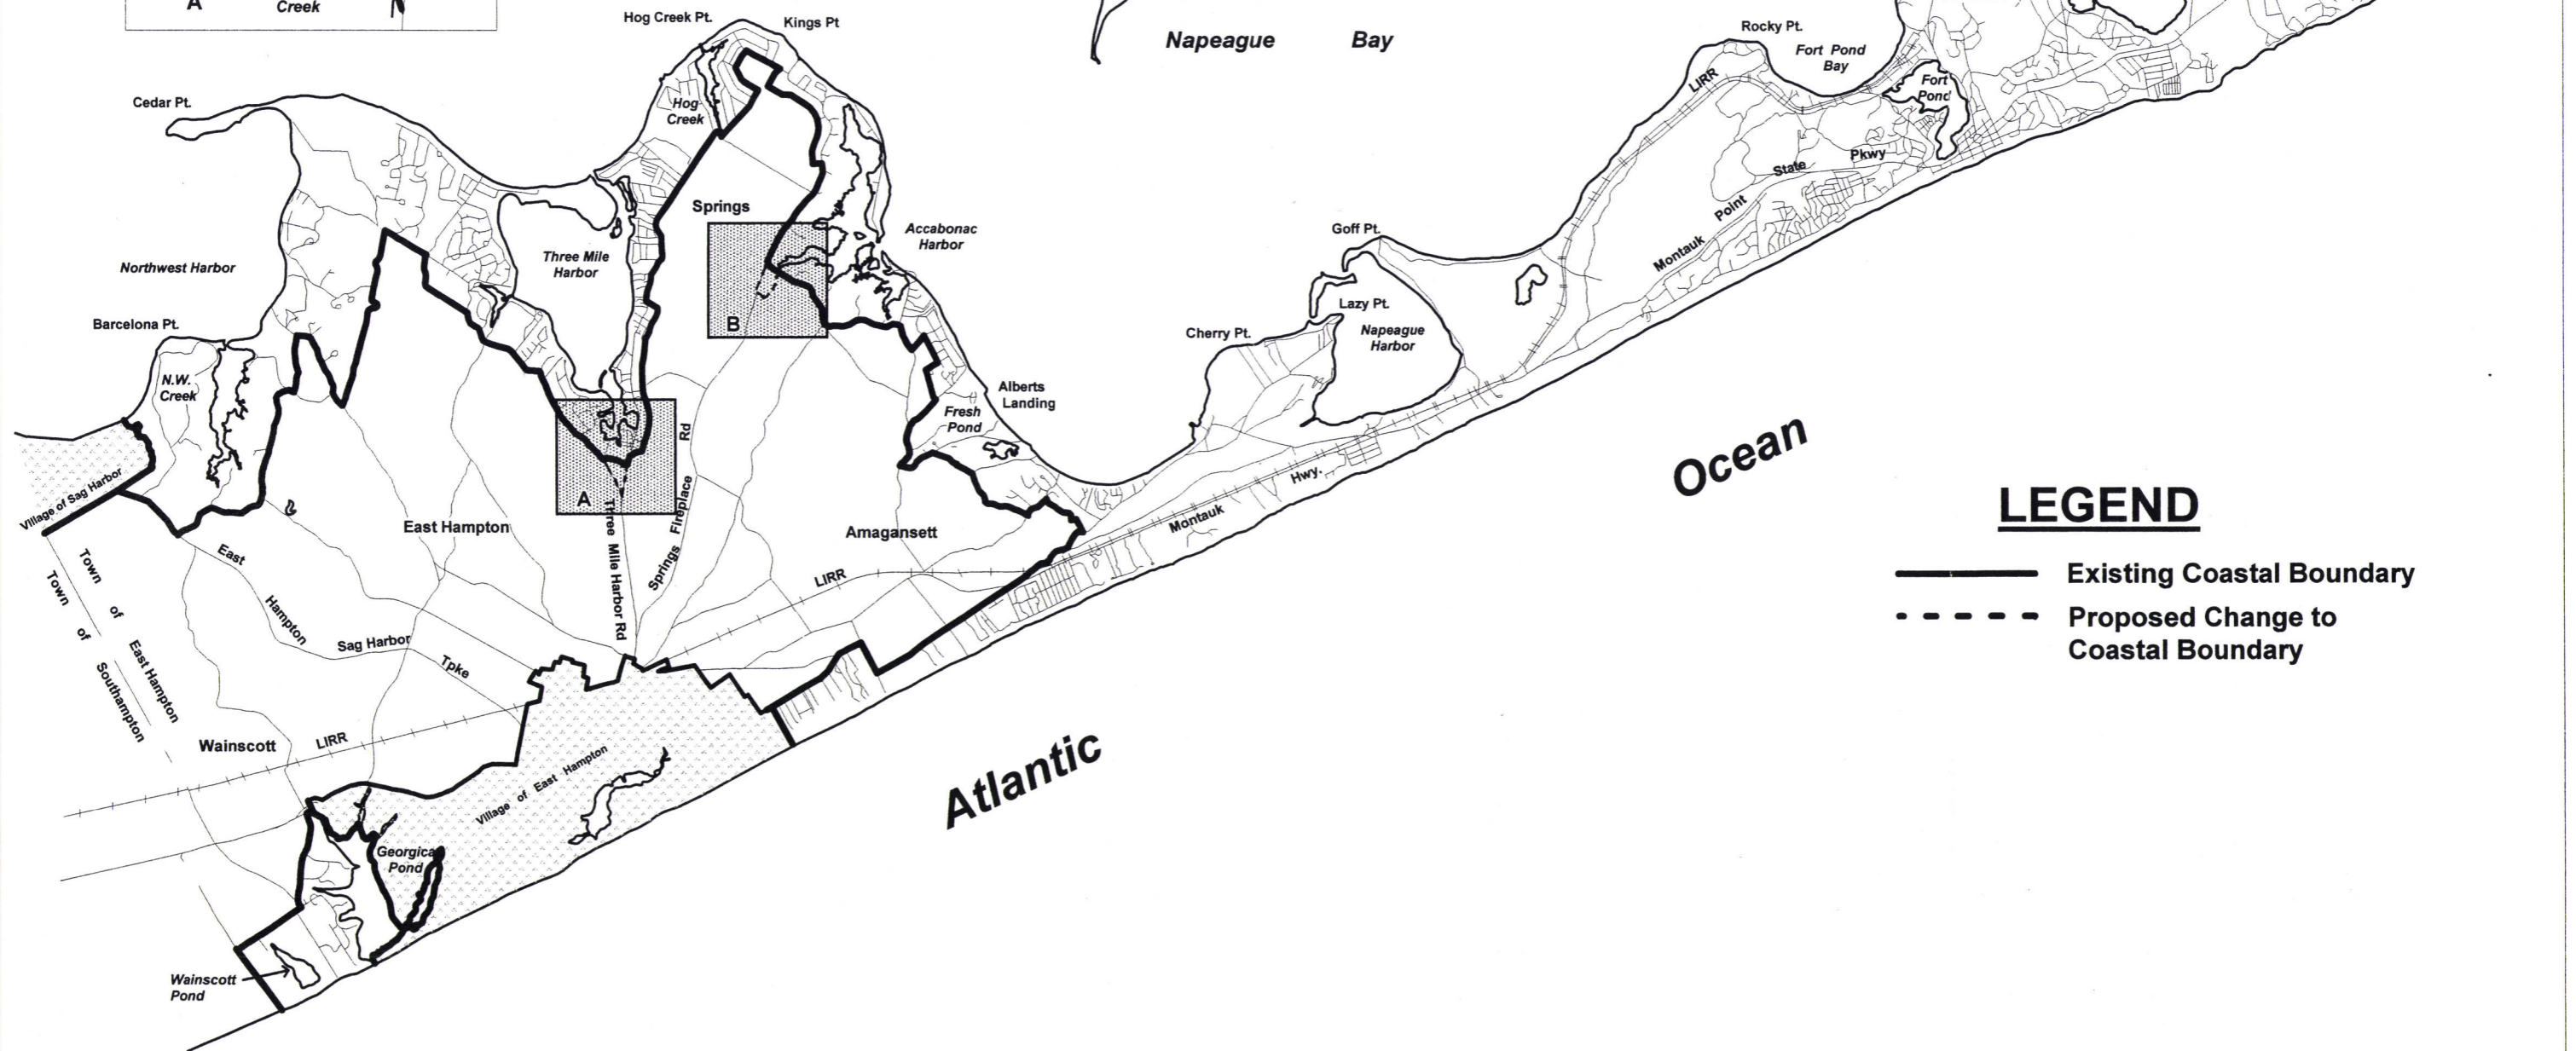 A
Creek
Hog Creek Pt.
Kings Pt
Napeague Bay
Rocky Pt.
Fort Pond
Bay
LIRR
Fort
Pond
Cedar Pt.
Hog
Creek
State
Pkwy
Point
Montauk
Springs
Accabonac
Harbor
Goff Pt.
Northwest Harbor
Three Mile
Harbor
B
Lazy Pt.
Barcelona Pt.
Cherry Pt.
Napeague
Harbor
N.W.
Creek
Alberts
Landing
Fresh
Pond
Rd
Fireplace
Springs
Village of Sag Harbor
A
Three Mile Harbor Rd
Hwy.
Montauk
Ocean
LEGEND
East Hampton
Amagansett
East
Hampton
Sag Harbor
Tpke
LIRR
Existing Coastal Boundary
Proposed Change to
Coastal Boundary
Town of East Hampton
Town of Southampton
Wainscott
LIRR
Village of East Hampton
Atlantic
Georgica
Pond
Wainscott
Pond